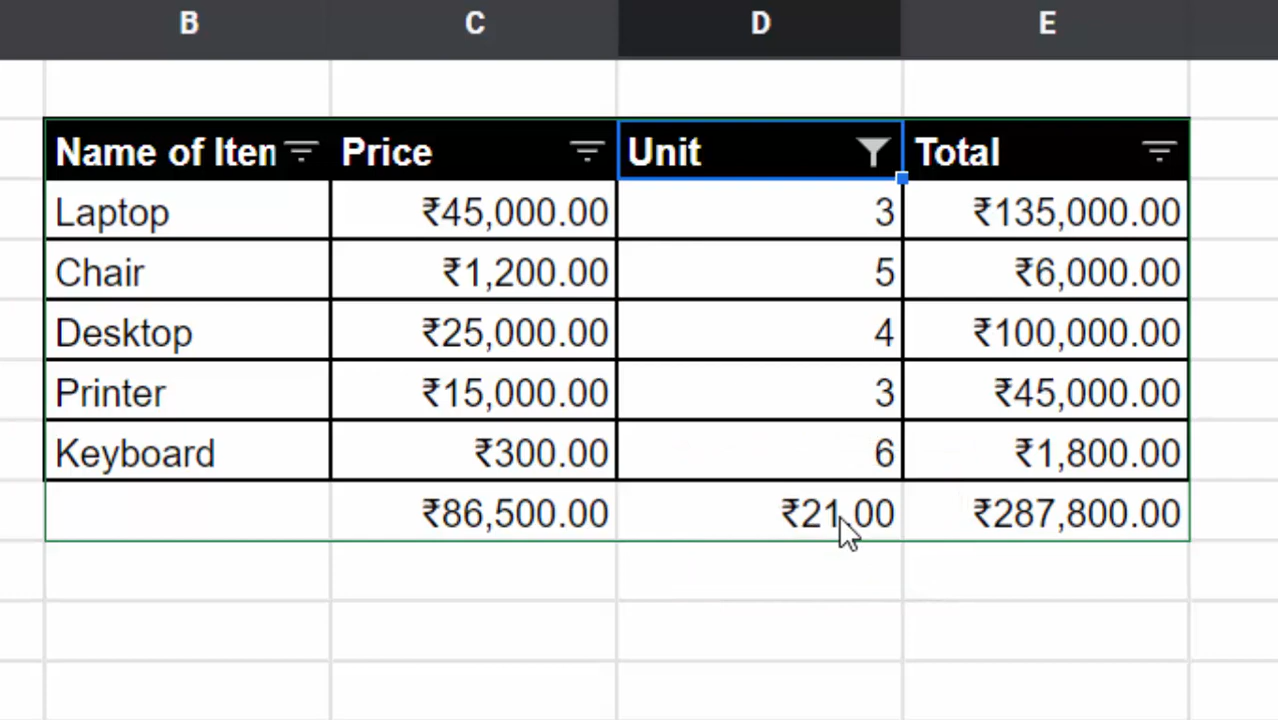 B C D E
Name of Iten Price Unit Total
Laptop ₹45,000.00 3 ₹135,000.00
Chair ₹1,200.00 5 ₹6,000.00
Desktop ₹25,000.00 4 ₹100,000.00
Printer ₹15,000.00 3 ₹45,000.00
Keyboard ₹300.00 6 ₹1,800.00
₹86,500.00 ₹21.00 ₹287,800.00